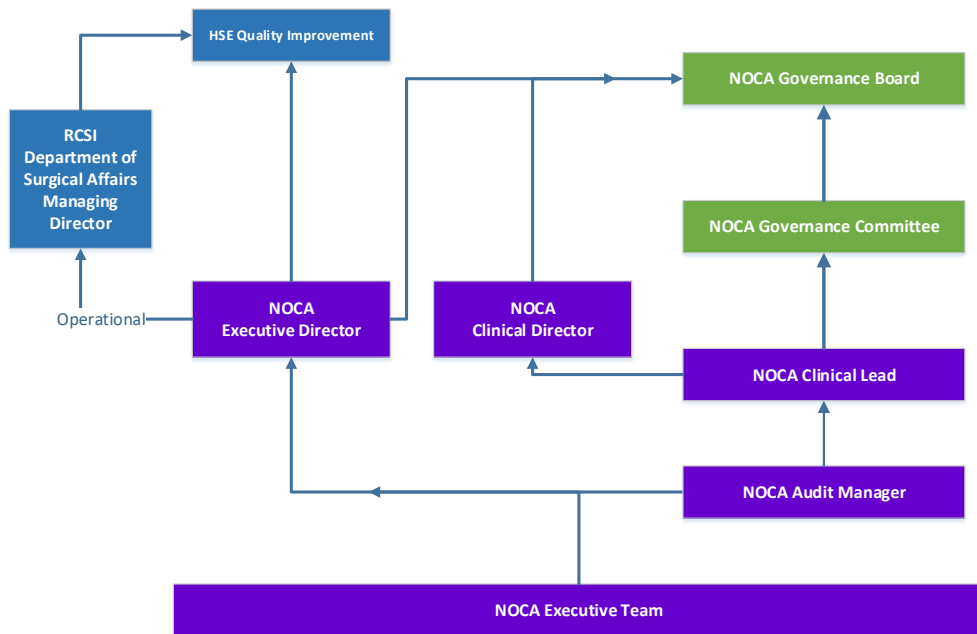 HSE Quality Improvement
NOCA Governance Board
RCSI
Department of
Surgical Affairs
Managing
Director
NOCA Governance Committee
Operational
NOCA
Executive Director
NOCA
Clinical Director
NOCA Clinical Lead
NOCA Audit Manager
NOCA Executive Team